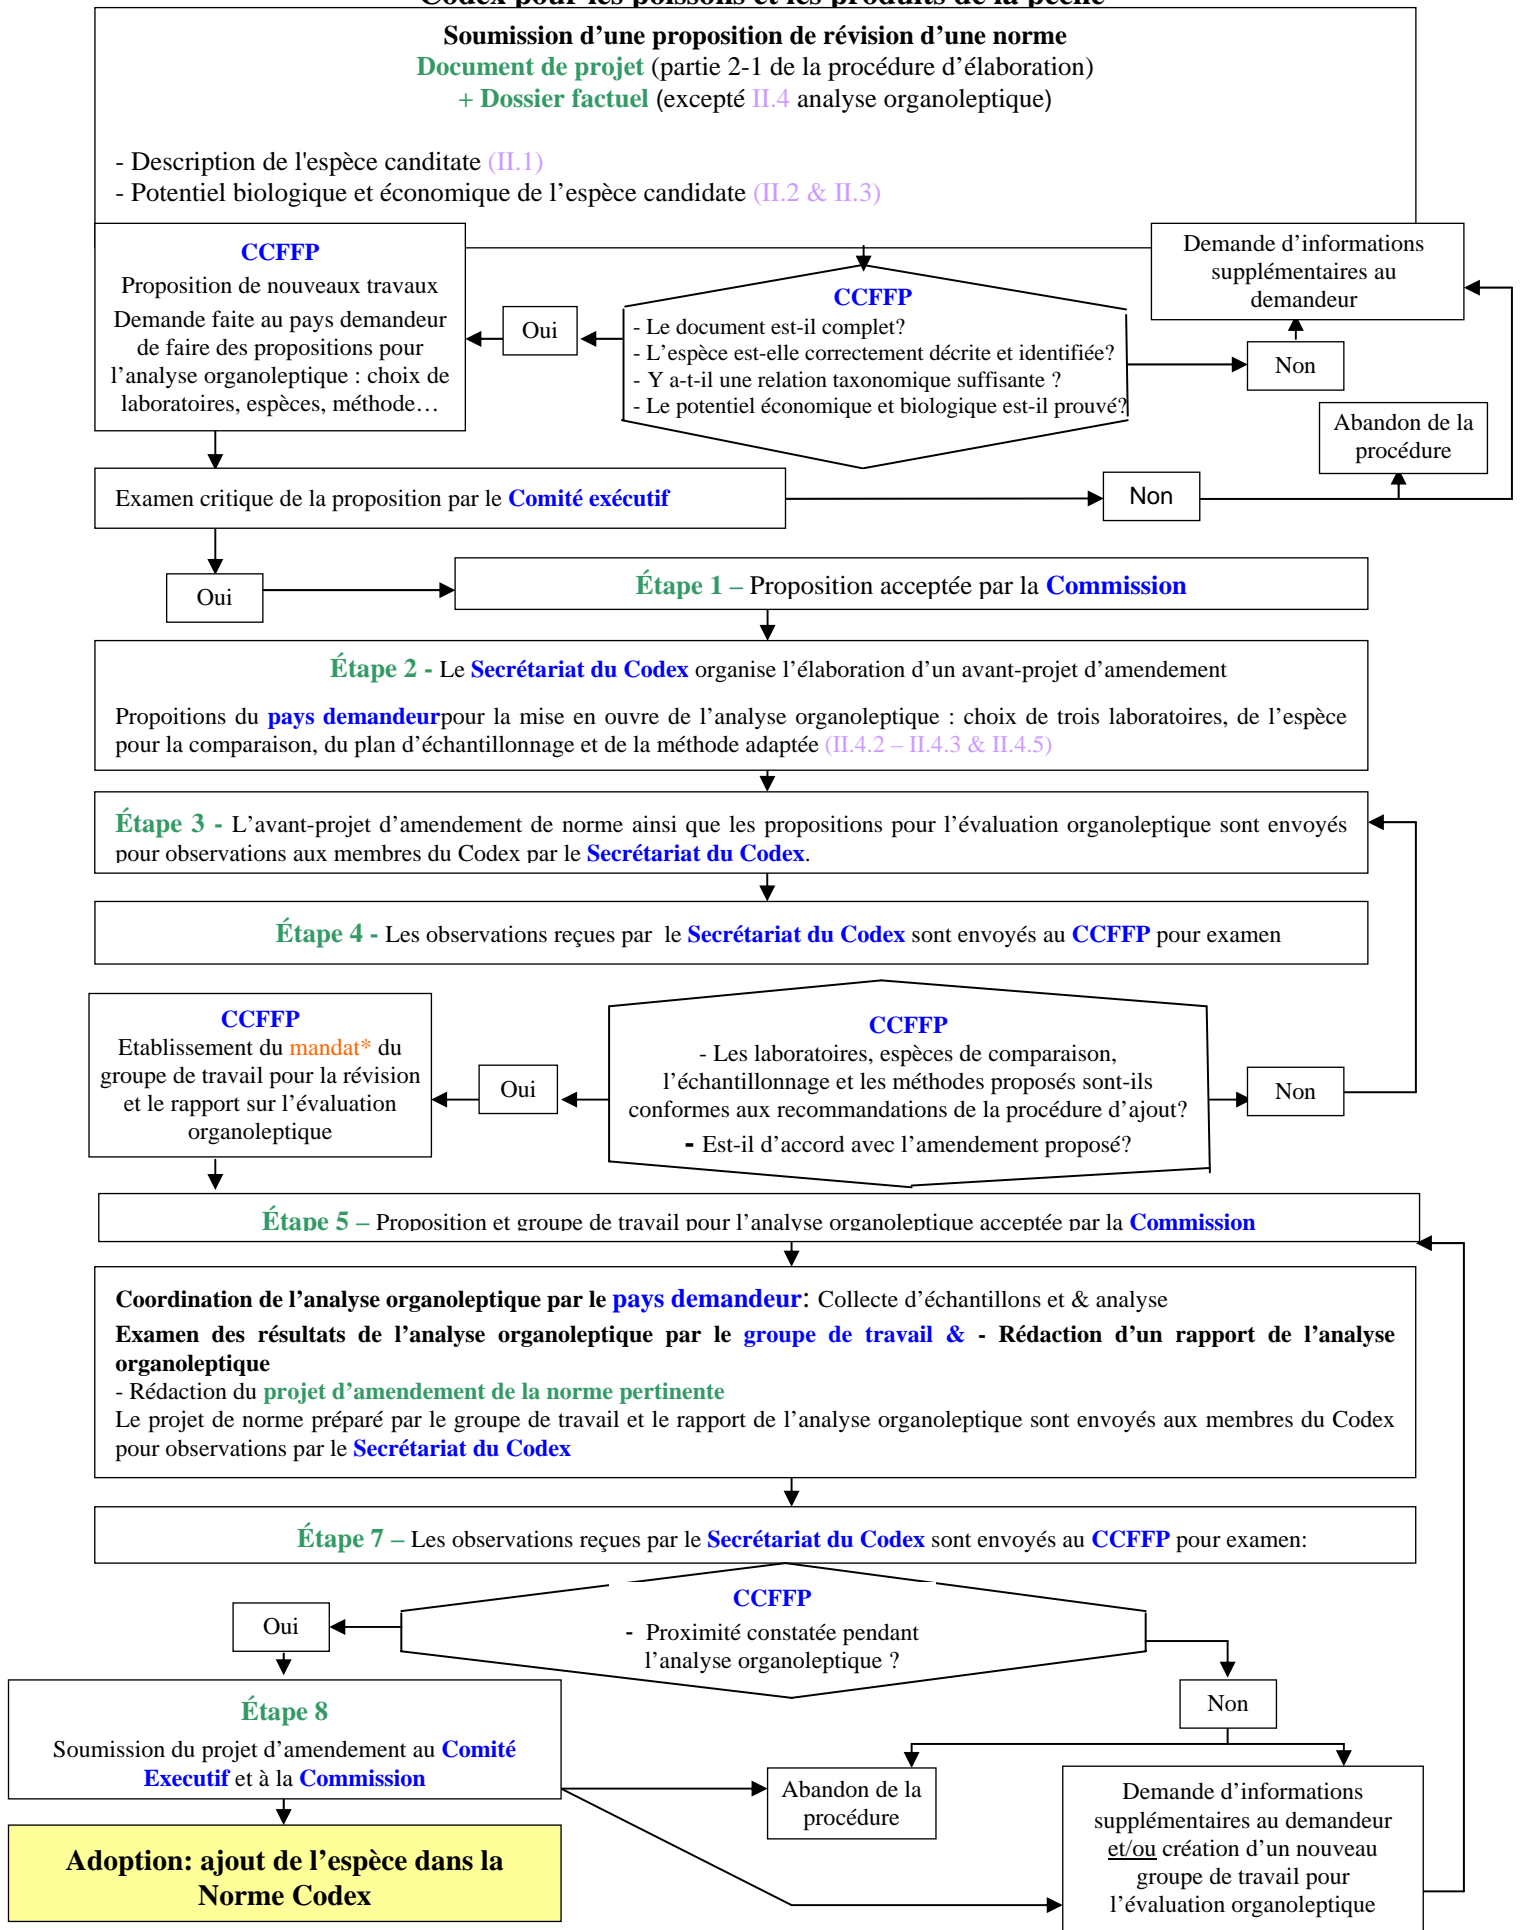 Codex pour les poissons et les produits de la pêche
Soumission d’une proposition de révision d’une norme
Document de projet (partie 2-1 de la procédure d’élaboration)
+ Dossier factuel (excepté II.4 analyse organoleptique)
- Description de l'espèce canditate (II.1)
- Potentiel biologique et économique de l’espèce candidate (II.2 & II.3)
CCFFP
Proposition de nouveaux travaux
Demande faite au pays demandeur
de faire des propositions pour
l’analyse organoleptique : choix de
laboratoires, espèces, méthode…
Oui
CCFFP
- Le document est-il complet?
- L’espèce est-elle correctement décrite et identifiée?
- Y a-t-il une relation taxonomique suffisante ?
- Le potentiel économique et biologique est-il prouvé?
Demande d’informations
supplémentaires au
demandeur
Non
Abandon de la
procédure
Examen critique de la proposition par le Comité exécutif
Non
Oui
Étape 1 – Proposition acceptée par la Commission
Étape 2 - Le Secrétariat du Codex organise l’élaboration d’un avant-projet d’amendement
Propoitions du pays demandeurpour la mise en ouvre de l’analyse organoleptique : choix de trois laboratoires, de l’espèce
pour la comparaison, du plan d’échantillonnage et de la méthode adaptée (II.4.2 – II.4.3 & II.4.5)
Étape 3 - L’avant-projet d’amendement de norme ainsi que les propositions pour l’évaluation organoleptique sont envoyés
pour observations aux membres du Codex par le Secrétariat du Codex.
Étape 4 - Les observations reçues par le Secrétariat du Codex sont envoyés au CCFFP pour examen
CCFFP
Etablissement du mandat* du
groupe de travail pour la révision
et le rapport sur l’évaluation
organoleptique
Oui
CCFFP
- Les laboratoires, espèces de comparaison,
l’échantillonnage et les méthodes proposés sont-ils
conformes aux recommandations de la procédure d’ajout?
- Est-il d’accord avec l’amendement proposé?
Non
Étape 5 – Proposition et groupe de travail pour l’analyse organoleptique acceptée par la Commission
Coordination de l’analyse organoleptique par le pays demandeur: Collecte d’échantillons et & analyse
Examen des résultats de l’analyse organoleptique par le groupe de travail & - Rédaction d’un rapport de l’analyse
organoleptique
- Rédaction du projet d’amendement de la norme pertinente
Le projet de norme préparé par le groupe de travail et le rapport de l’analyse organoleptique sont envoyés aux membres du Codex
pour observations par le Secrétariat du Codex
Étape 7 – Les observations reçues par le Secrétariat du Codex sont envoyés au CCFFP pour examen:
Oui
CCFFP
- Proximité constatée pendant
l’analyse organoleptique ?
Non
Étape 8
Soumission du projet d’amendement au Comité
Executif et à la Commission
Abandon de la
procédure
Demande d’informations
supplémentaires au demandeur
et/ou création d’un nouveau
groupe de travail pour
l’évaluation organoleptique
Adoption: ajout de l’espèce dans la
Norme Codex